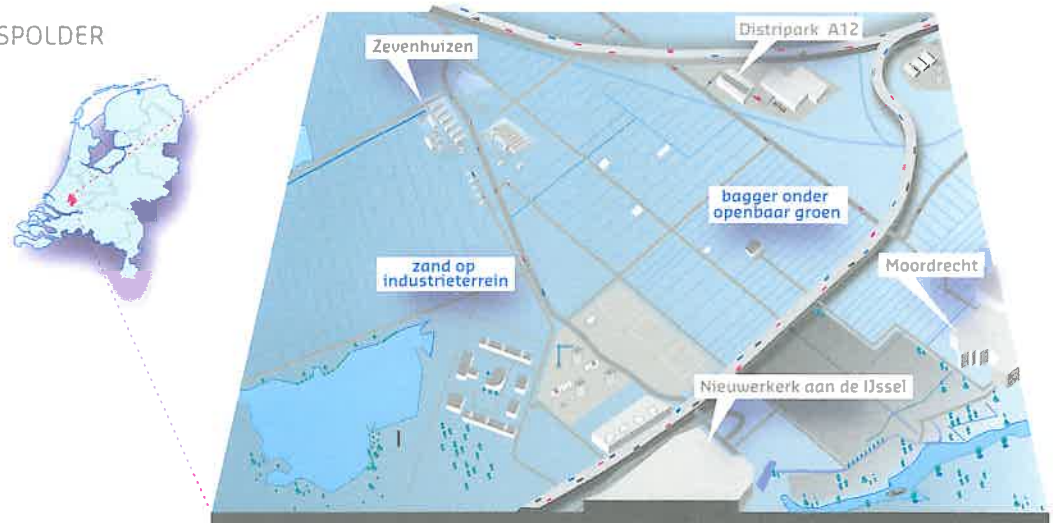 SPOLDER
Distripark A12
Zevenhuizen
bagger onder
openbaar groen
Moordrecht
zand op
industrieterrein
Nieuwerkerk aan de IJssel